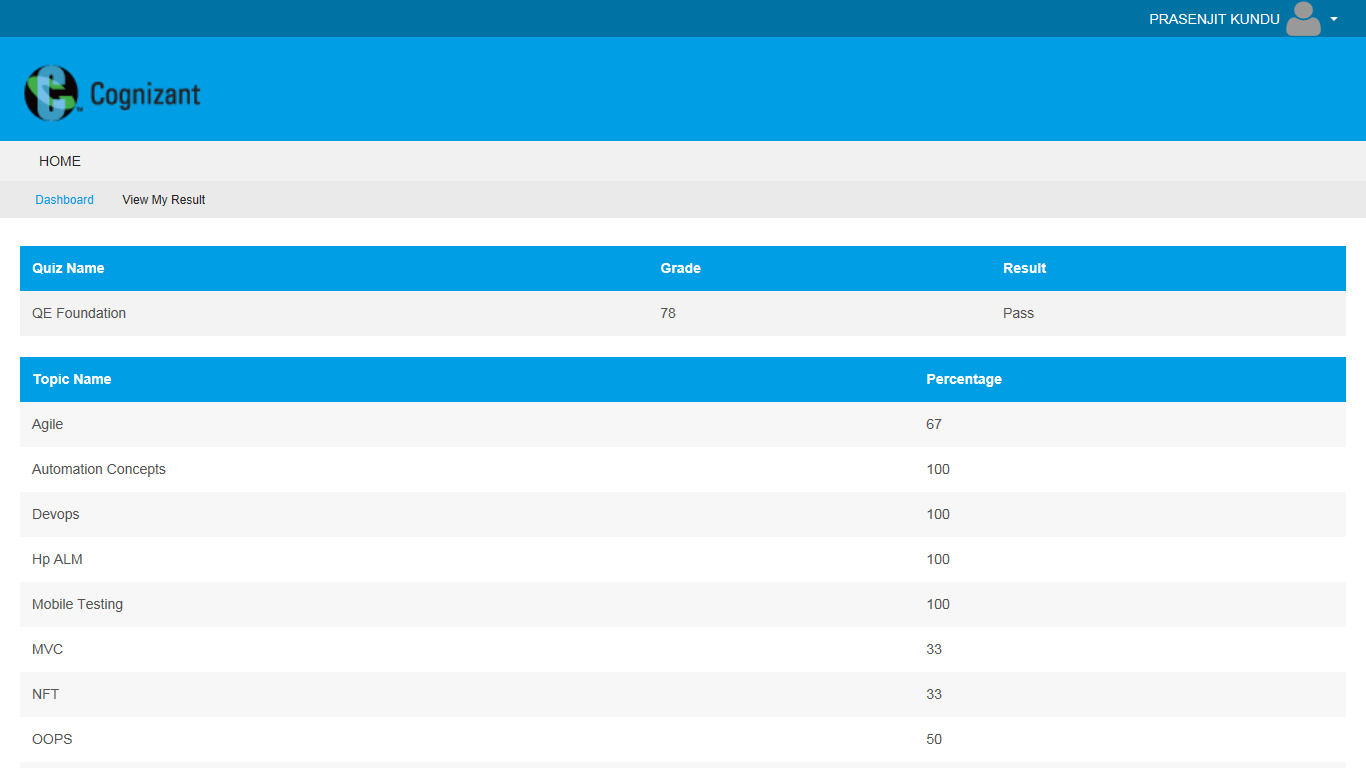 PRASENJIT KUNDU
Cognizant
HOME
Dashboard View My Result
Quiz Name Grade Result
QE Foundation 78 Pass
Topic Name Percentage
Agile 67
Automation Concepts 100
Devops 100
Hp ALM 100
Mobile Testing 100
MVC 33
NFT 33
OOPS 50